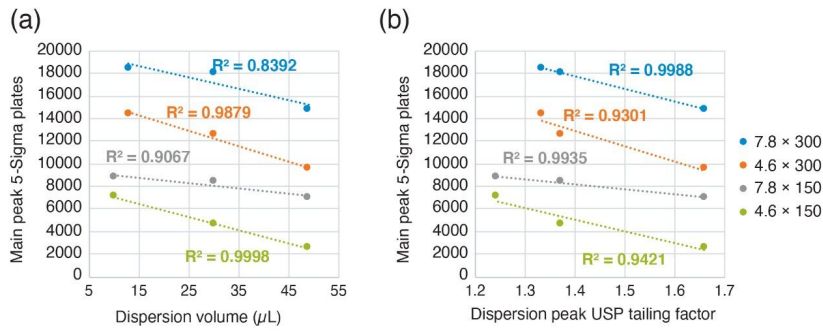 (a)
Main peak 5-Sigma plates
20000
18000
16000
14000
12000
10000
8000
6000
4000
2000
0
R² = 0.8392
R² = 0.9879
R² = 0.9067
R² = 0.9998
5 15 25 35 45 55
Dispersion volume (µL)
(b)
Main peak 5-Sigma plates
20000
18000
16000
14000
12000
10000
8000
6000
4000
2000
0
R² = 0.9988
R² = 0.9301
R² = 0.9935
R² = 0.9421
1.2 1.3 1.4 1.5 1.6 1.7
Dispersion peak USP tailing factor
7.8 × 300
4.6 × 300
7.8 × 150
4.6 × 150